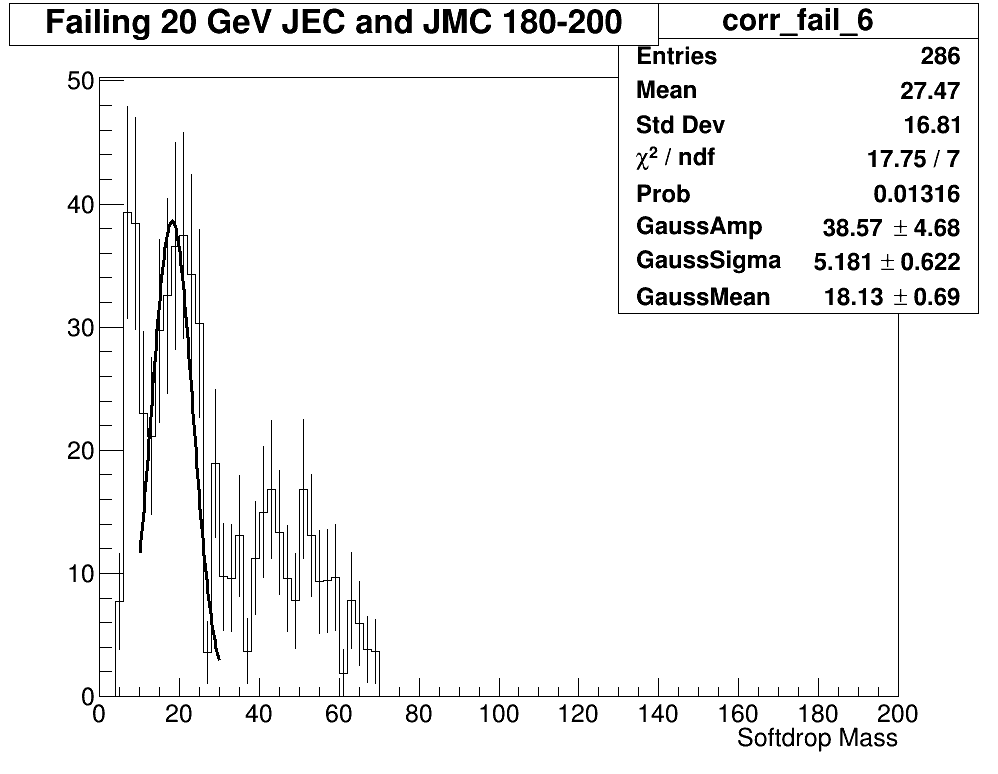 Failing 20 GeV JEC and JMC 180-200
corr_fail_6
Entries 286
Mean 27.47
Std Dev 16.81
χ² / ndf 17.75 / 7
Prob 0.01316
GaussAmp 38.57 ± 4.68
GaussSigma 5.181 ± 0.622
GaussMean 18.13 ± 0.69
50
40
30
20
10
0
0 20 40 60 80 100 120 140 160 180 200
Softdrop Mass